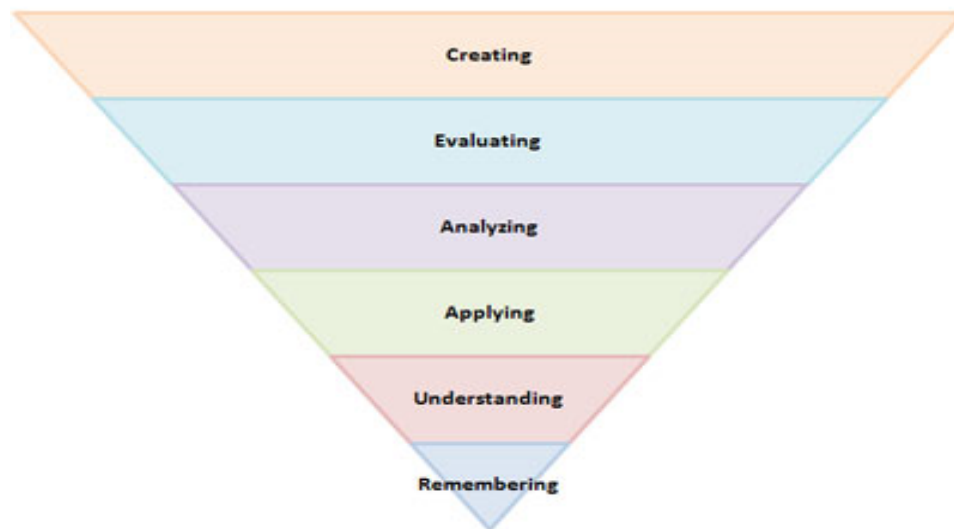 Creating
Evaluating
Analyzing
Applying
Understanding
Remembering